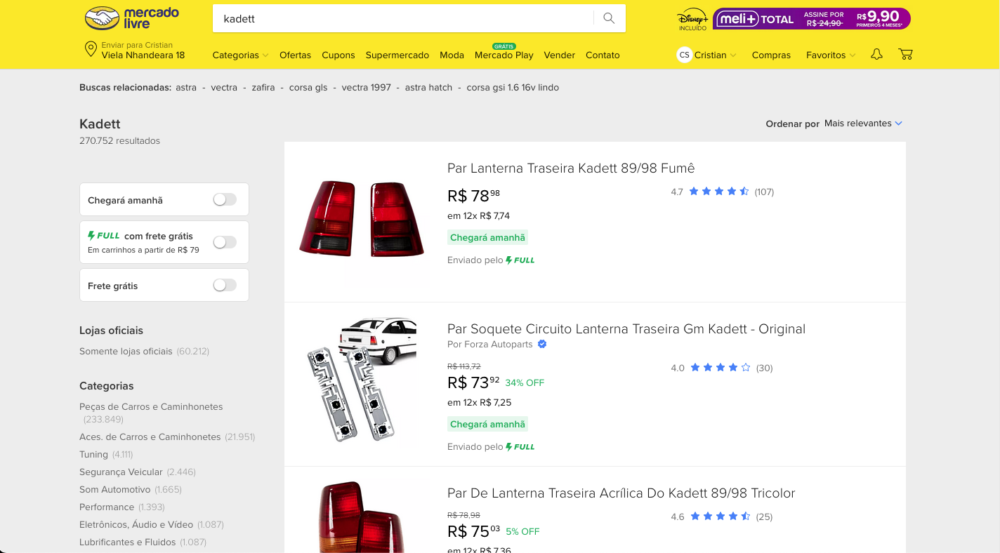 mercado
livre
kadett
Disney+
INCLUÍDO
meli+ TOTAL
ASSINE POR
R$ 24,90
R$ 9,90
PRIMEIROS 4 MESES*
Enviar para Cristian
Viela Nhandeara 18
GRÁTIS
Categorias Ofertas Cupons Supermercado Moda Mercado Play Vender Contato
CS Cristian Compras Favoritos
Buscas relacionadas: astra - vectra - zafira - corsa gls - vectra 1997 - astra hatch - corsa gsi 1.6 16v lindo
Kadett
270.752 resultados
Ordenar por Mais relevantes
Chegará amanhã
FULL com frete grátis
Em carrinhos a partir de R$ 79
Frete grátis
Lojas oficiais
Somente lojas oficiais (60.212)
Categorias
Peças de Carros e Caminhonetes
(233.849)
Aces. de Carros e Caminhonetes (21.951)
Tuning (4.111)
Segurança Veicular (2.446)
Som Automotivo (1.665)
Performance (1.393)
Eletrônicos, Áudio e Vídeo (1.087)
Lubrificantes e Fluidos (1.087)
Par Lanterna Traseira Kadett 89/98 Fumê
R$ 78 98
4.7 (107)
em 12x R$ 7,74
Chegará amanhã
Enviado pelo FULL
Par Soquete Circuito Lanterna Traseira Gm Kadett - Original
Por Forza Autoparts
R$ 113,72
4.0 (30)
R$ 73 92 34% OFF
em 12x R$ 7,25
Chegará amanhã
Enviado pelo FULL
Par De Lanterna Traseira Acrílica Do Kadett 89/98 Tricolor
R$ 78,98
4.6 (25)
R$ 75 03 5% OFF
em 12x R$ 7,36